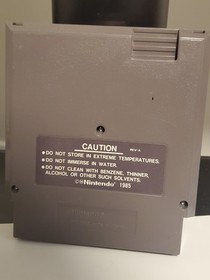 CAUTION
REV-A
•DO NOT STORE IN EXTREME TEMPERATURES.
•DO NOT IMMERSE IN WATER.
•DO NOT CLEAN WITH BENZENE, THINNER,
ALCOHOL OR OTHER SUCH SOLVENTS.
©Nintendo® 1985